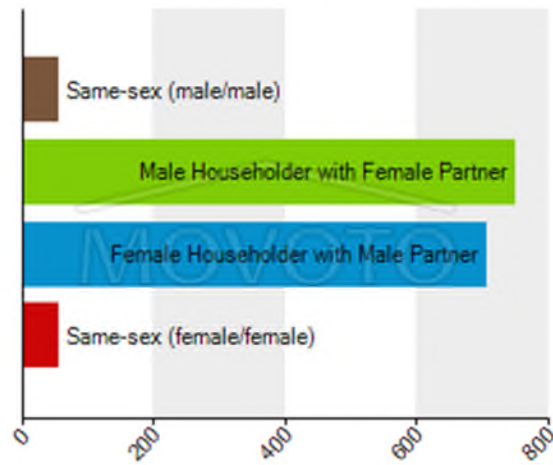 Same-sex (male/male)
Male Householder with Female Partner
Female Householder with Male Partner
MOVOTO
Same-sex (female/female)
0
200
400
600
800